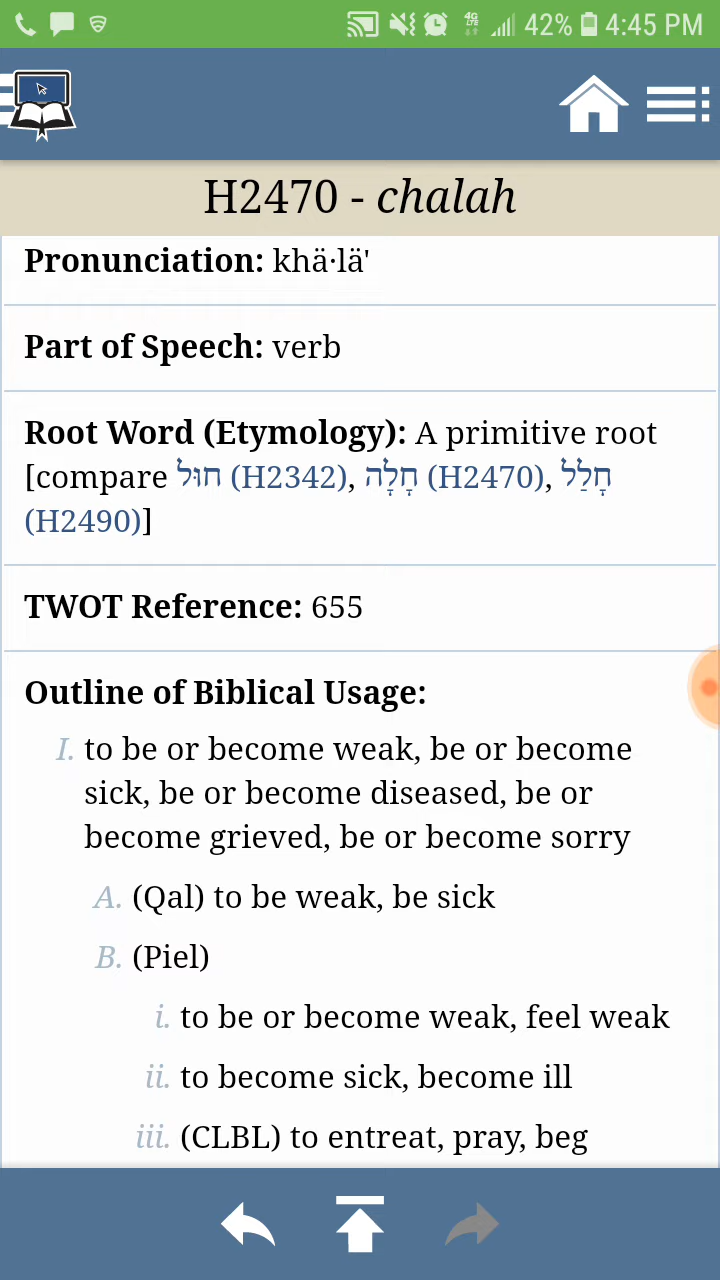 4G
LTE
42%
4:45 PM
H2470 - chalah
Pronunciation: khä·lä'
Part of Speech: verb
Root Word (Etymology): A primitive root
[compare חוּל (H2342), חָלָה (H2470), חָלַל
(H2490)]
TWOT Reference: 655
Outline of Biblical Usage:
I. to be or become weak, be or become
sick, be or become diseased, be or
become grieved, be or become sorry
A. (Qal) to be weak, be sick
B. (Piel)
i. to be or become weak, feel weak
ii. to become sick, become ill
iii. (CLBL) to entreat, pray, beg